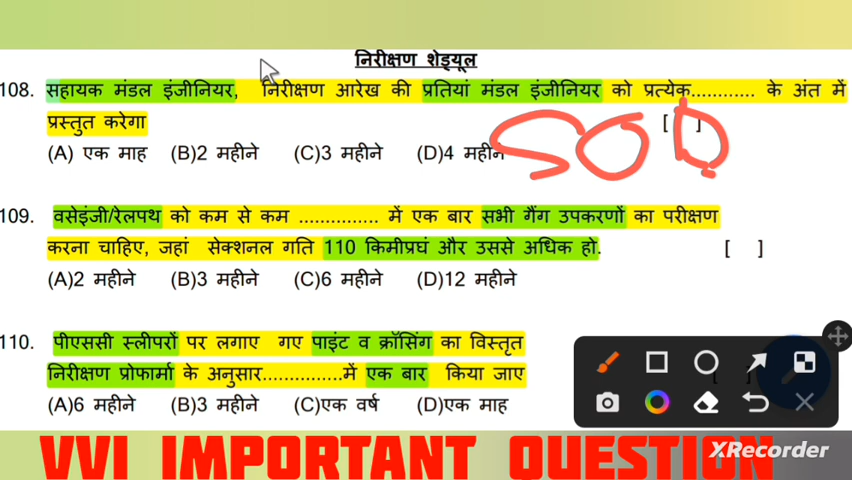 निरीक्षण शेड्यूल
108. सहायक मंडल इंजीनियर, निरीक्षण आरेख की प्रतियां मंडल इंजीनियर को प्रत्येक............ के अंत में
प्रस्तुत करेगा [ ]
(A) एक माह (B)2 महीने (C)3 महीने (D)4 महीने
SOD
109. वसेइंजी/रेलपथ को कम से कम ............... में एक बार सभी गैंग उपकरणों का परीक्षण
करना चाहिए, जहां सेक्शनल गति 110 किमीप्रघं और उससे अधिक हो. [ ]
(A)2 महीने (B)3 महीने (C)6 महीने (D)12 महीने
110. पीएससी स्लीपरों पर लगाए गए पाइंट व क्रॉसिंग का विस्तृत
निरीक्षण प्रोफार्मा के अनुसार...............में एक बार किया जाए [ ]
(A)6 महीने (B)3 महीने (C)एक वर्ष (D)एक माह
VVI IMPORTANT QUESTION
XRecorder